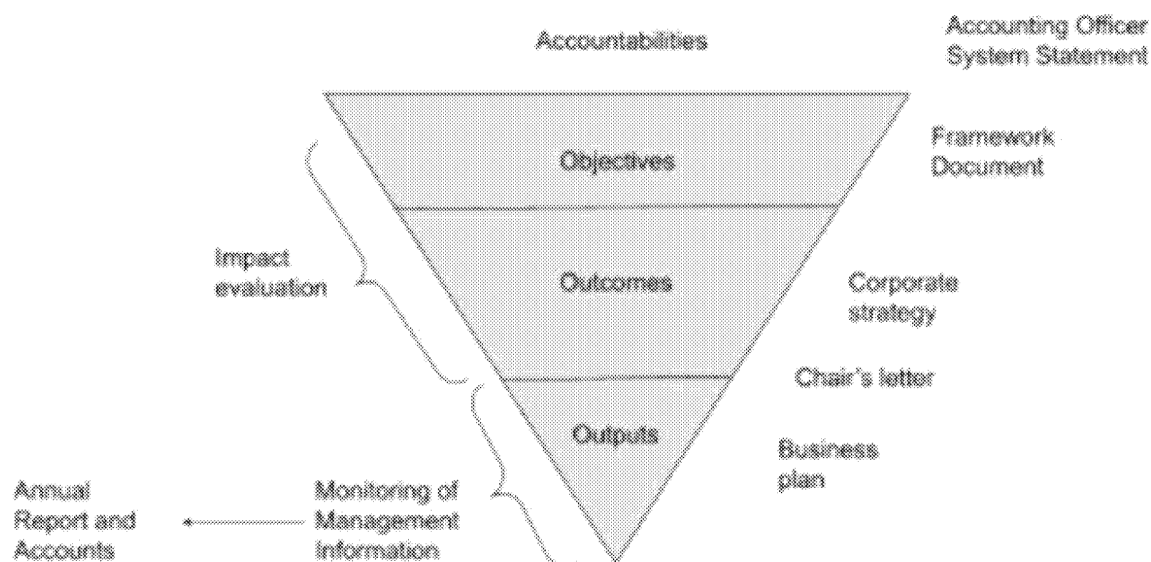 Accountabilities
Accounting Officer
System Statement
Objectives
Framework
Document
Impact
evaluation
Outcomes
Corporate
strategy
Chair's letter
Outputs
Business
plan
Annual
Report and
Accounts
Monitoring of
Management
Information